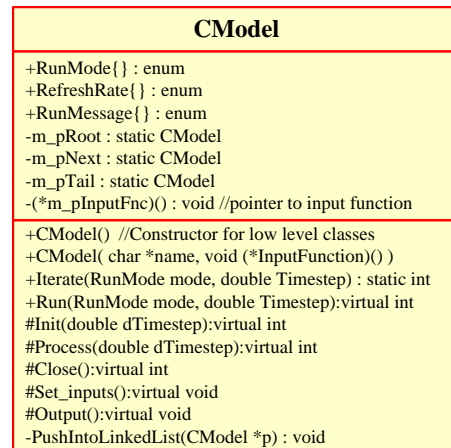 CModel
+RunMode{} : enum
+RefreshRate{} : enum
+RunMessage{} : enum
-m_pRoot : static CModel
-m_pNext : static CModel
-m_pTail : static CModel
-(*m_pInputFnc)() : void //pointer to input function
+CModel()  //Constructor for low level classes
+CModel( char *name, void (*InputFunction)() )
+Iterate(RunMode mode, double Timestep) : static int
+Run(RunMode mode, double Timestep):virtual int
#Init(double dTimestep):virtual int
#Process(double dTimestep):virtual int
#Close():virtual int
#Set_inputs():virtual void
#Output():virtual void
-PushIntoLinkedList(CModel *p) : void